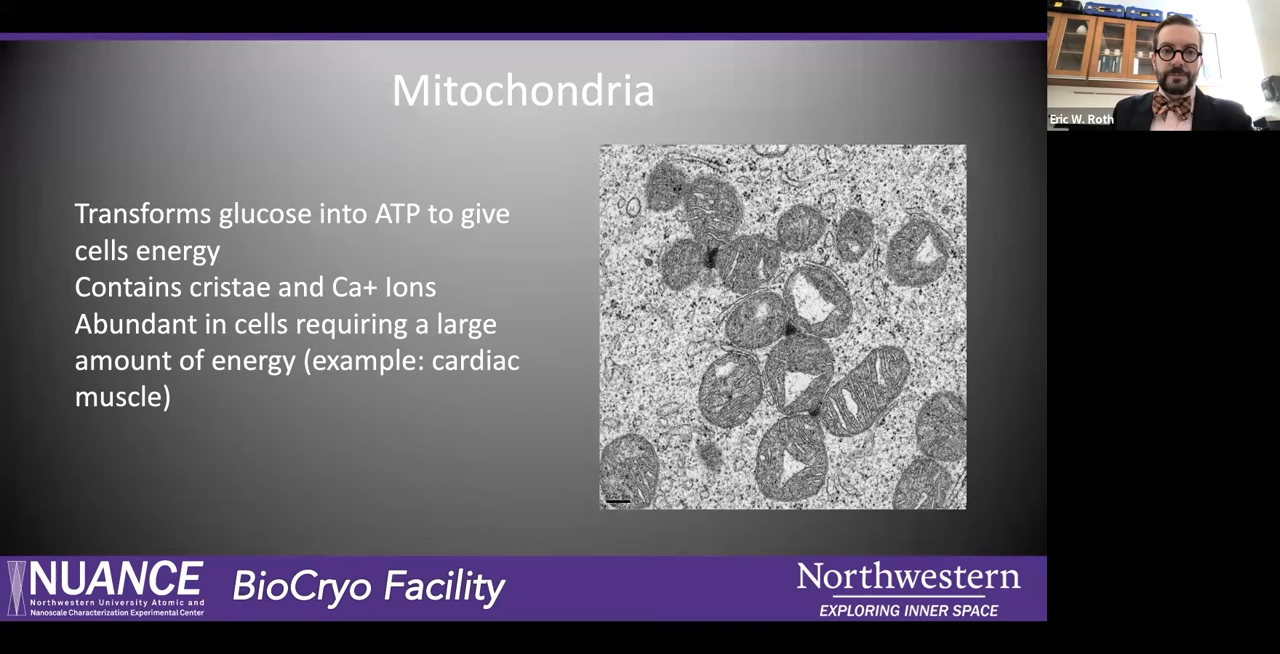 Mitochondria
Transforms glucose into ATP to give
cells energy
Contains cristae and Ca+ Ions
Abundant in cells requiring a large
amount of energy (example: cardiac
muscle)
Eric W. Roth
NUANCE
Northwestern University Atomic and
Nanoscale Characterization Experimental Center
BioCryo Facility
Northwestern
EXPLORING INNER SPACE